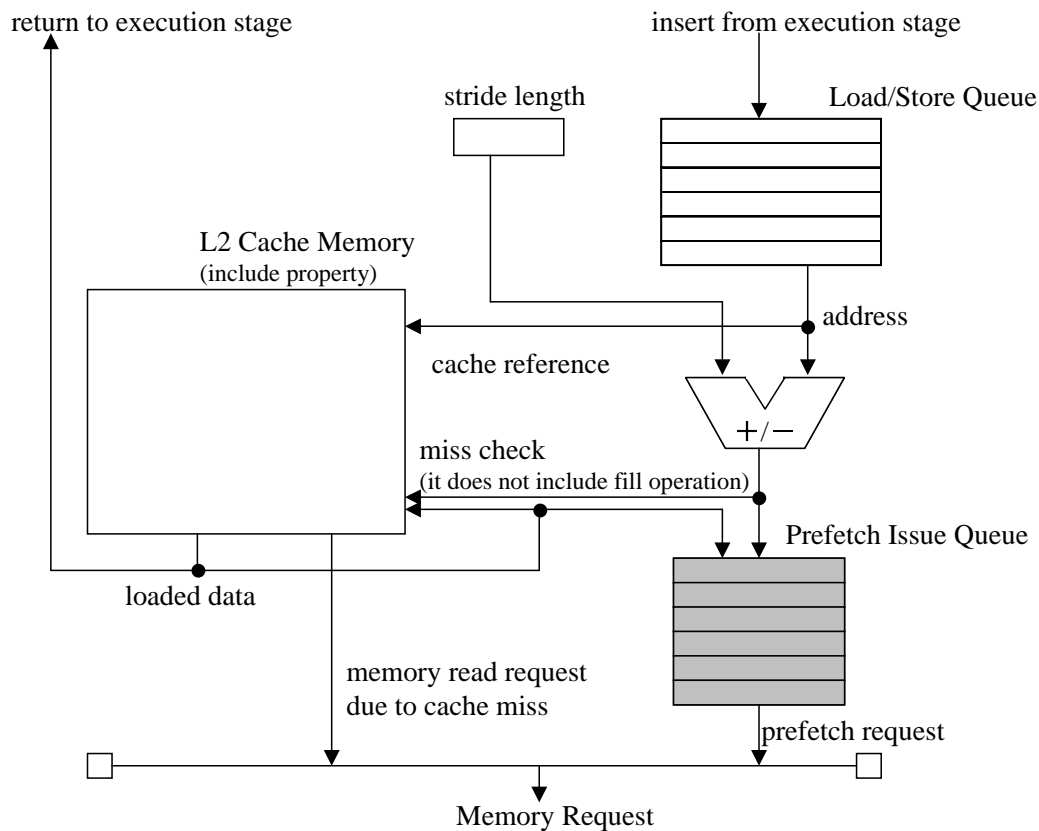 return to execution stage
insert from execution stage
stride length
Load/Store Queue
L2 Cache Memory
(include property)
address
cache reference
+/−
miss check
(it does not include fill operation)
Prefetch Issue Queue
loaded data
memory read request
due to cache miss
prefetch request
Memory Request